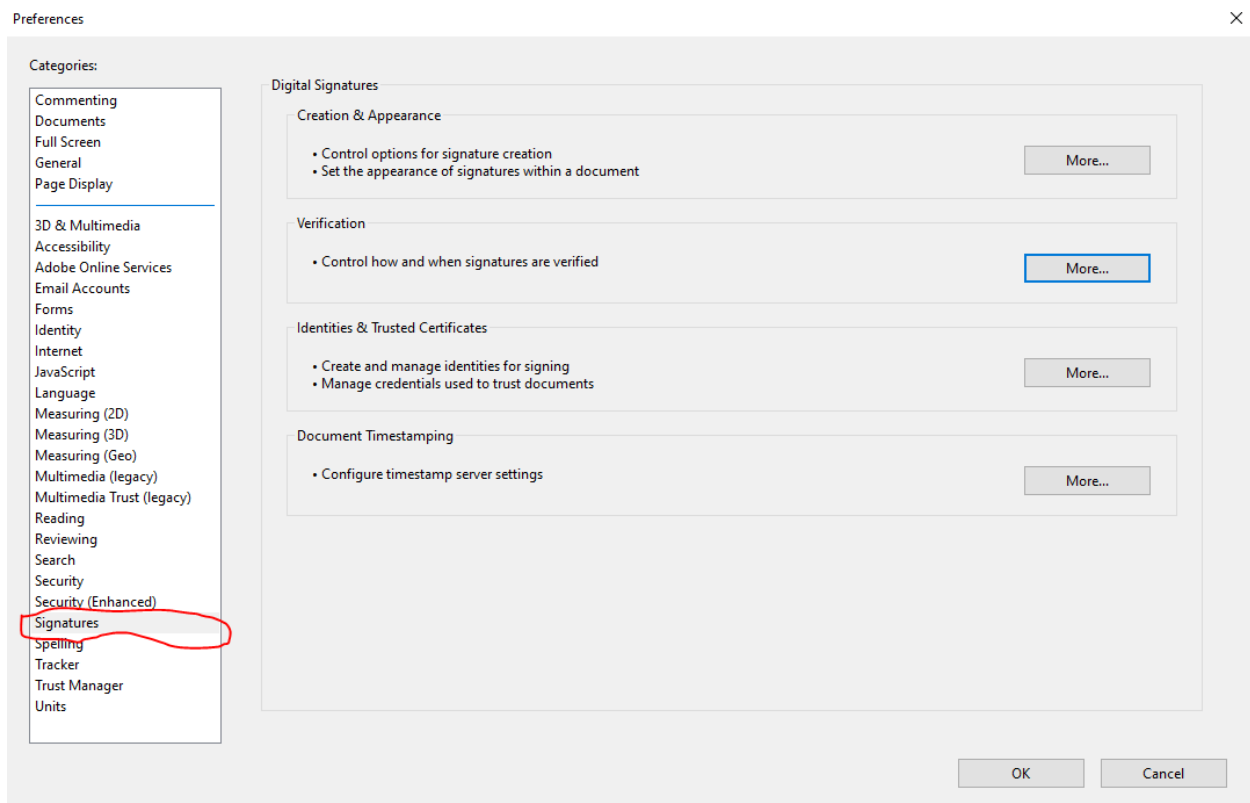 Preferences
Categories:
Commenting
Documents
Full Screen
General
Page Display
3D & Multimedia
Accessibility
Adobe Online Services
Email Accounts
Forms
Identity
Internet
JavaScript
Language
Measuring (2D)
Measuring (3D)
Measuring (Geo)
Multimedia (legacy)
Multimedia Trust (legacy)
Reading
Reviewing
Search
Security
Security (Enhanced)
Signatures
Spelling
Tracker
Trust Manager
Units
Digital Signatures
Creation & Appearance
• Control options for signature creation
• Set the appearance of signatures within a document
More...
Verification
• Control how and when signatures are verified
More...
Identities & Trusted Certificates
• Create and manage identities for signing
• Manage credentials used to trust documents
More...
Document Timestamping
• Configure timestamp server settings
More...
OK
Cancel